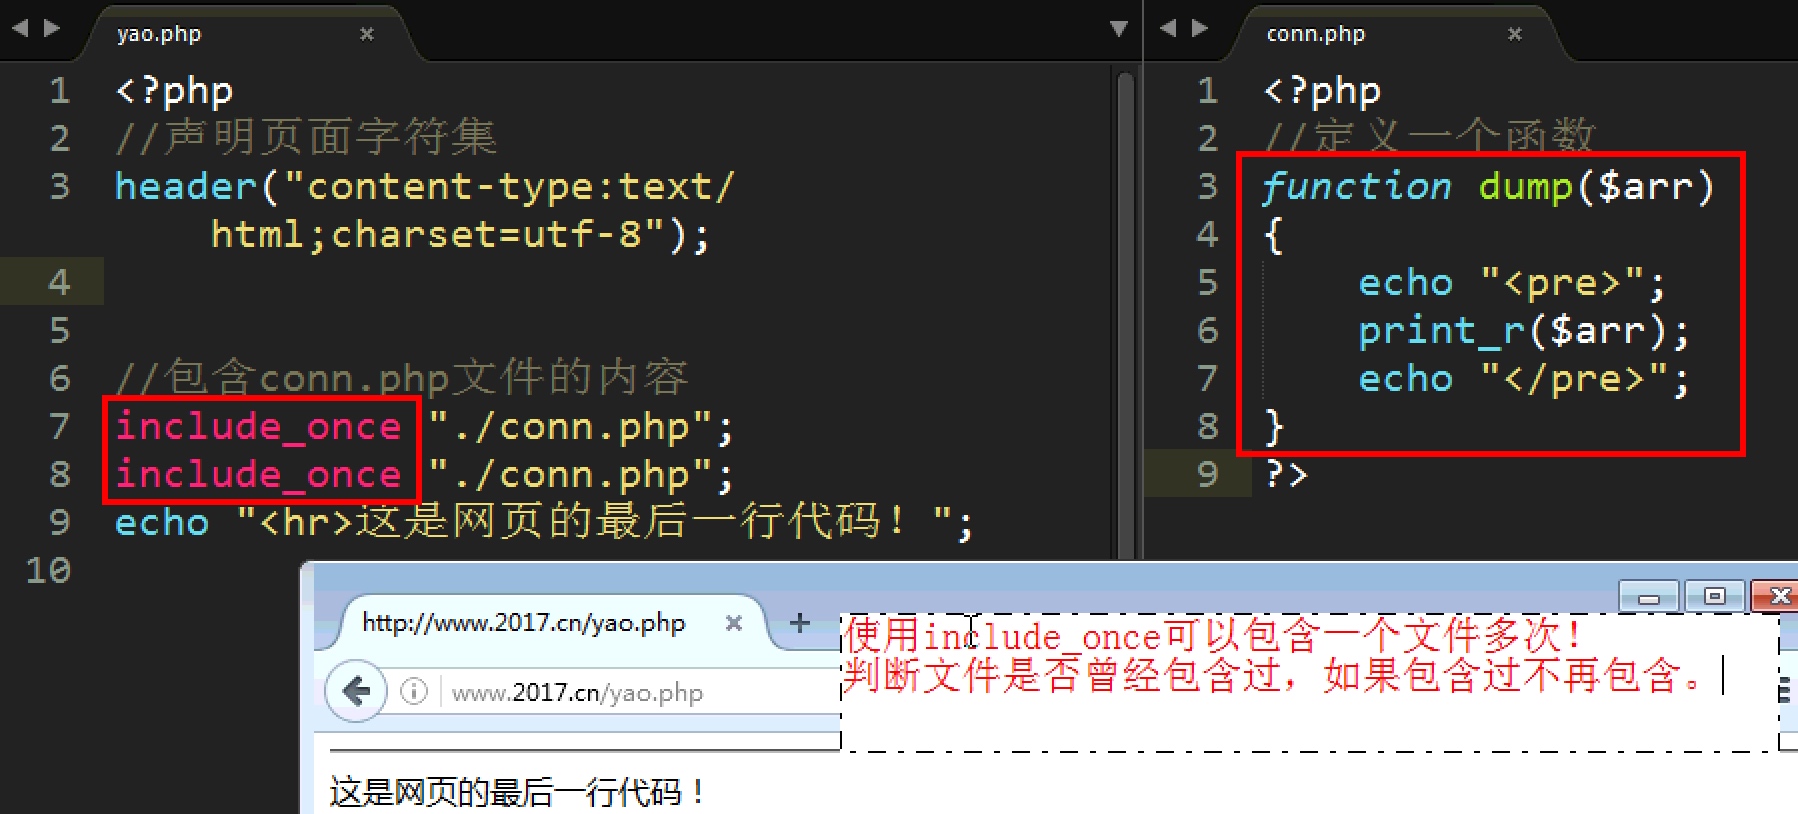 yao.php
1 <?php
2 //声明页面字符集
3 header("content-type:text/
html;charset=utf-8");
4
5
6 //包含conn.php文件的内容
7 include_once "./conn.php";
8 include_once "./conn.php";
9 echo "<hr>这是网页的最后一行代码！";
10
conn.php
1 <?php
2 //定义一个函数
3 function dump($arr)
4 {
5 echo "<pre>";
6 print_r($arr);
7 echo "</pre>";
8 }
9 ?>
http://www.2017.cn/yao.php
使用include_once可以包含一个文件多次！
判断文件是否曾经包含过，如果包含过不再包含。
www.2017.cn/yao.php
这是网页的最后一行代码！